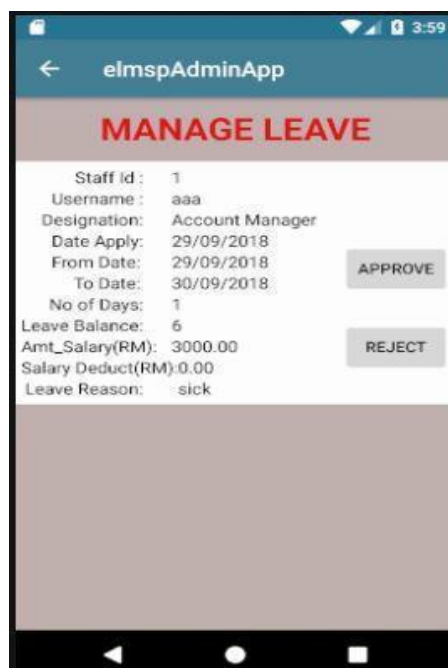 3:59
elmspAdminApp
MANAGE LEAVE
Staff Id : 1
Username : aaa
Designation: Account Manager
Date Apply: 29/09/2018
From Date: 29/09/2018
APPROVE
To Date: 30/09/2018
No of Days: 1
Leave Balance: 6
Amt_Salary(RM): 3000.00
REJECT
Salary Deduct(RM):0.00
Leave Reason: sick